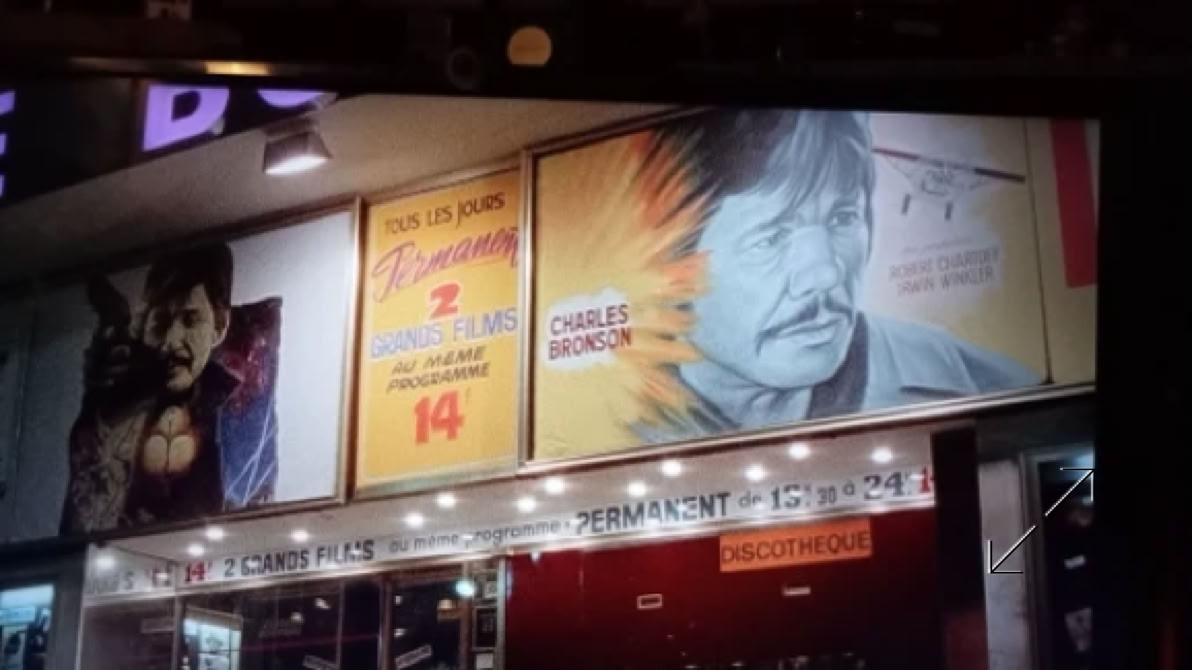 TOUS LES JOURS
Permanent
2
GRANDS FILMS
AU MÊME
PROGRAMME
14F
CHARLES
BRONSON
ROBERT CHARTOFF
IRWIN WINKLER
14F 2 GRANDS FILMS au même programme · PERMANENT de 13H30 à 24H
DISCOTHEQUE